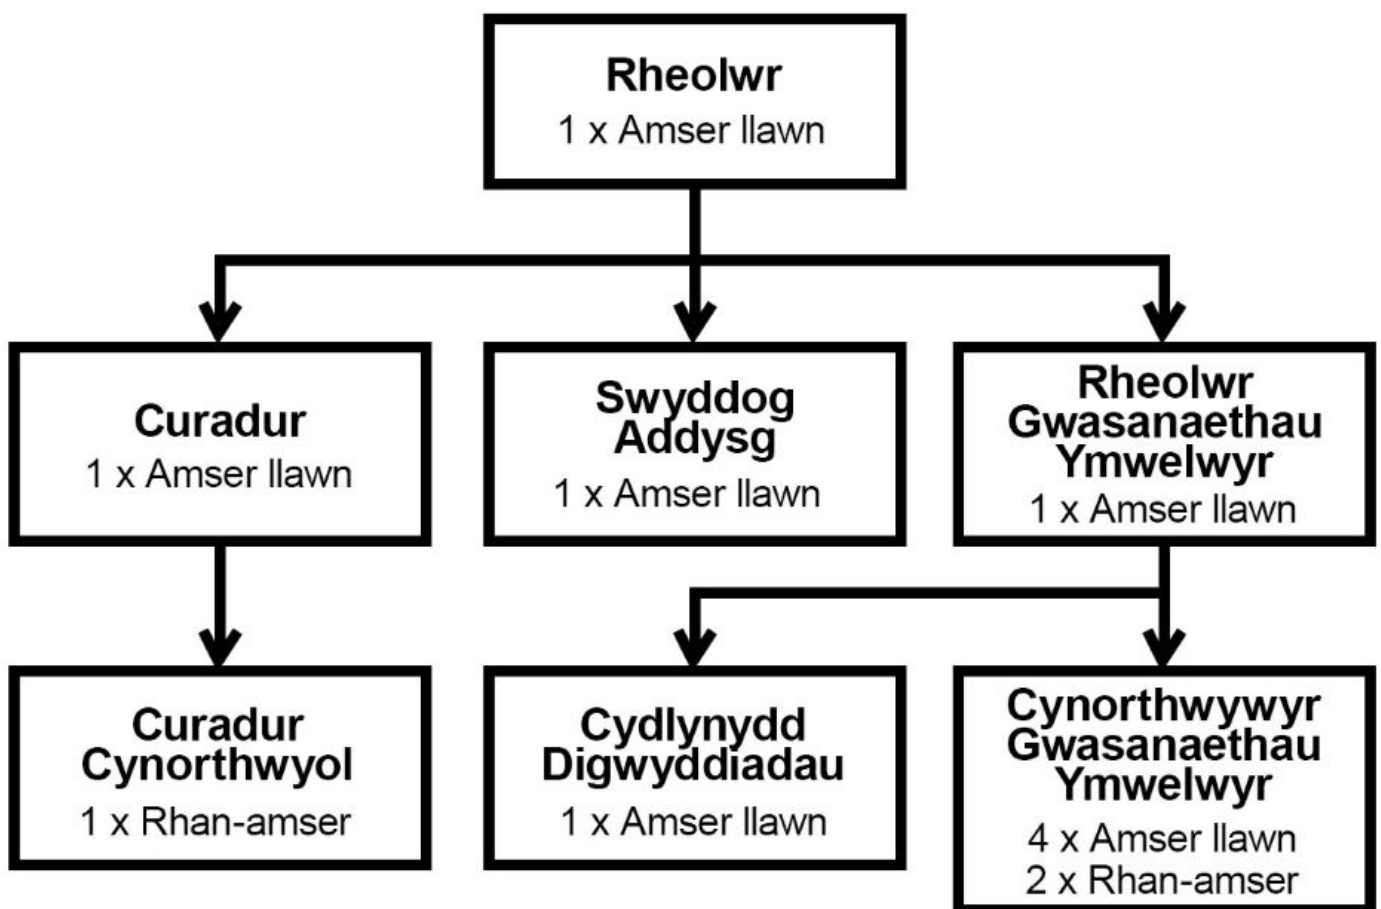 Rheolwr
1 x Amser llawn
Curadur
1 x Amser llawn
Swyddog
Addysg
1 x Amser llawn
Rheolwr
Gwasanaethau
Ymwelwyr
1 x Amser llawn
Curadur
Cynorthwyol
1 x Rhan-amser
Cydlynydd
Digwyddiadau
1 x Amser llawn
Cynorthwywyr
Gwasanaethau
Ymwelwyr
4 x Amser llawn
2 x Rhan-amser